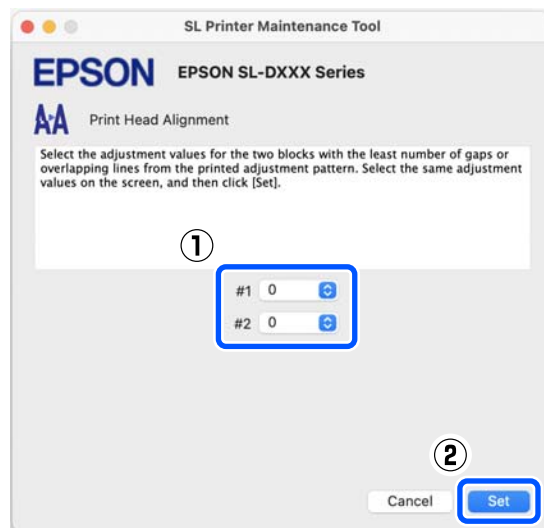 SL Printer Maintenance Tool
EPSON EPSON SL-DXXX Series
Print Head Alignment
Select the adjustment values for the two blocks with the least number of gaps or
overlapping lines from the printed adjustment pattern. Select the same adjustment
values on the screen, and then click [Set].
①
#1 0
#2 0
②
Cancel Set